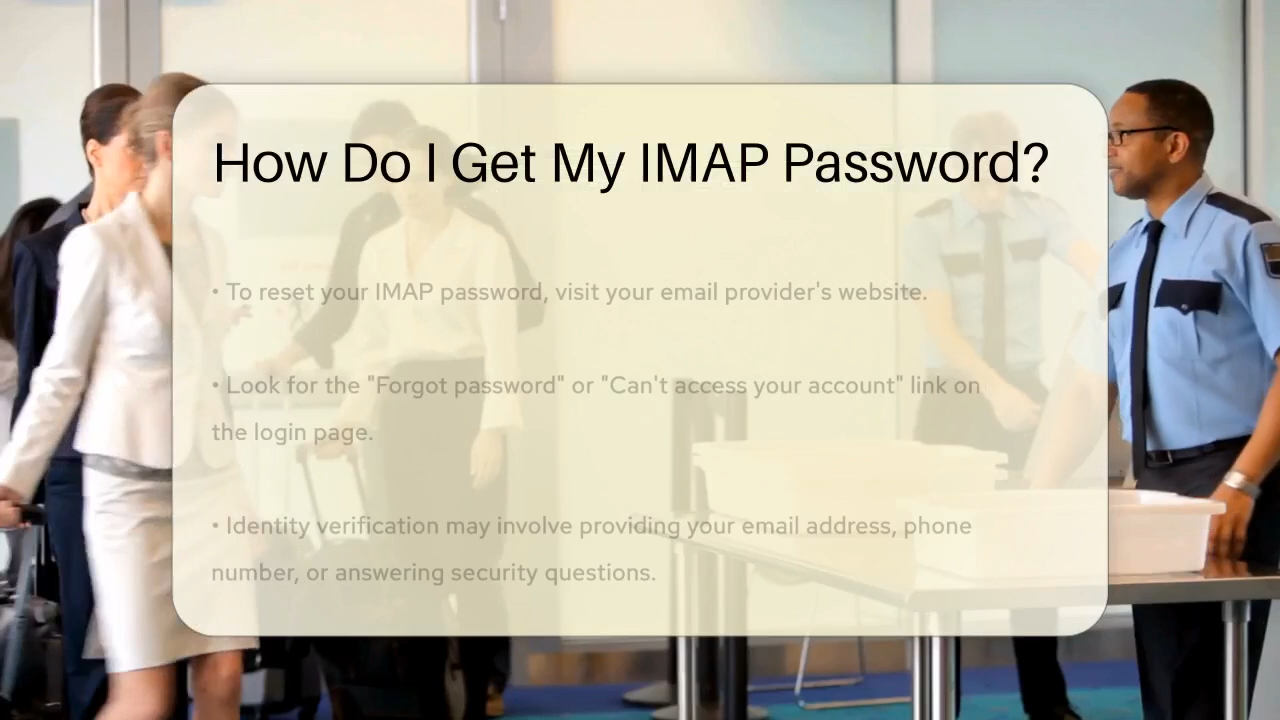 How Do I Get My IMAP Password?
• To reset your IMAP password, visit your email provider's website.
• Look for the "Forgot password" or "Can't access your account" link on
the login page.
• Identity verification may involve providing your email address, phone
number, or answering security questions.